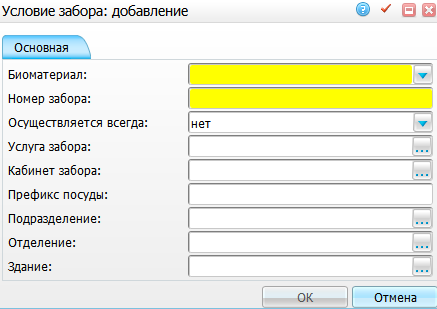 Условие забора: добавление
Основная
Биоматериал:
Номер забора:
Осуществляется всегда: нет
Услуга забора: ...
Кабинет забора: ...
Префикс посуды:
Подразделение: ...
Отделение: ...
Здание: ...
OK Отмена